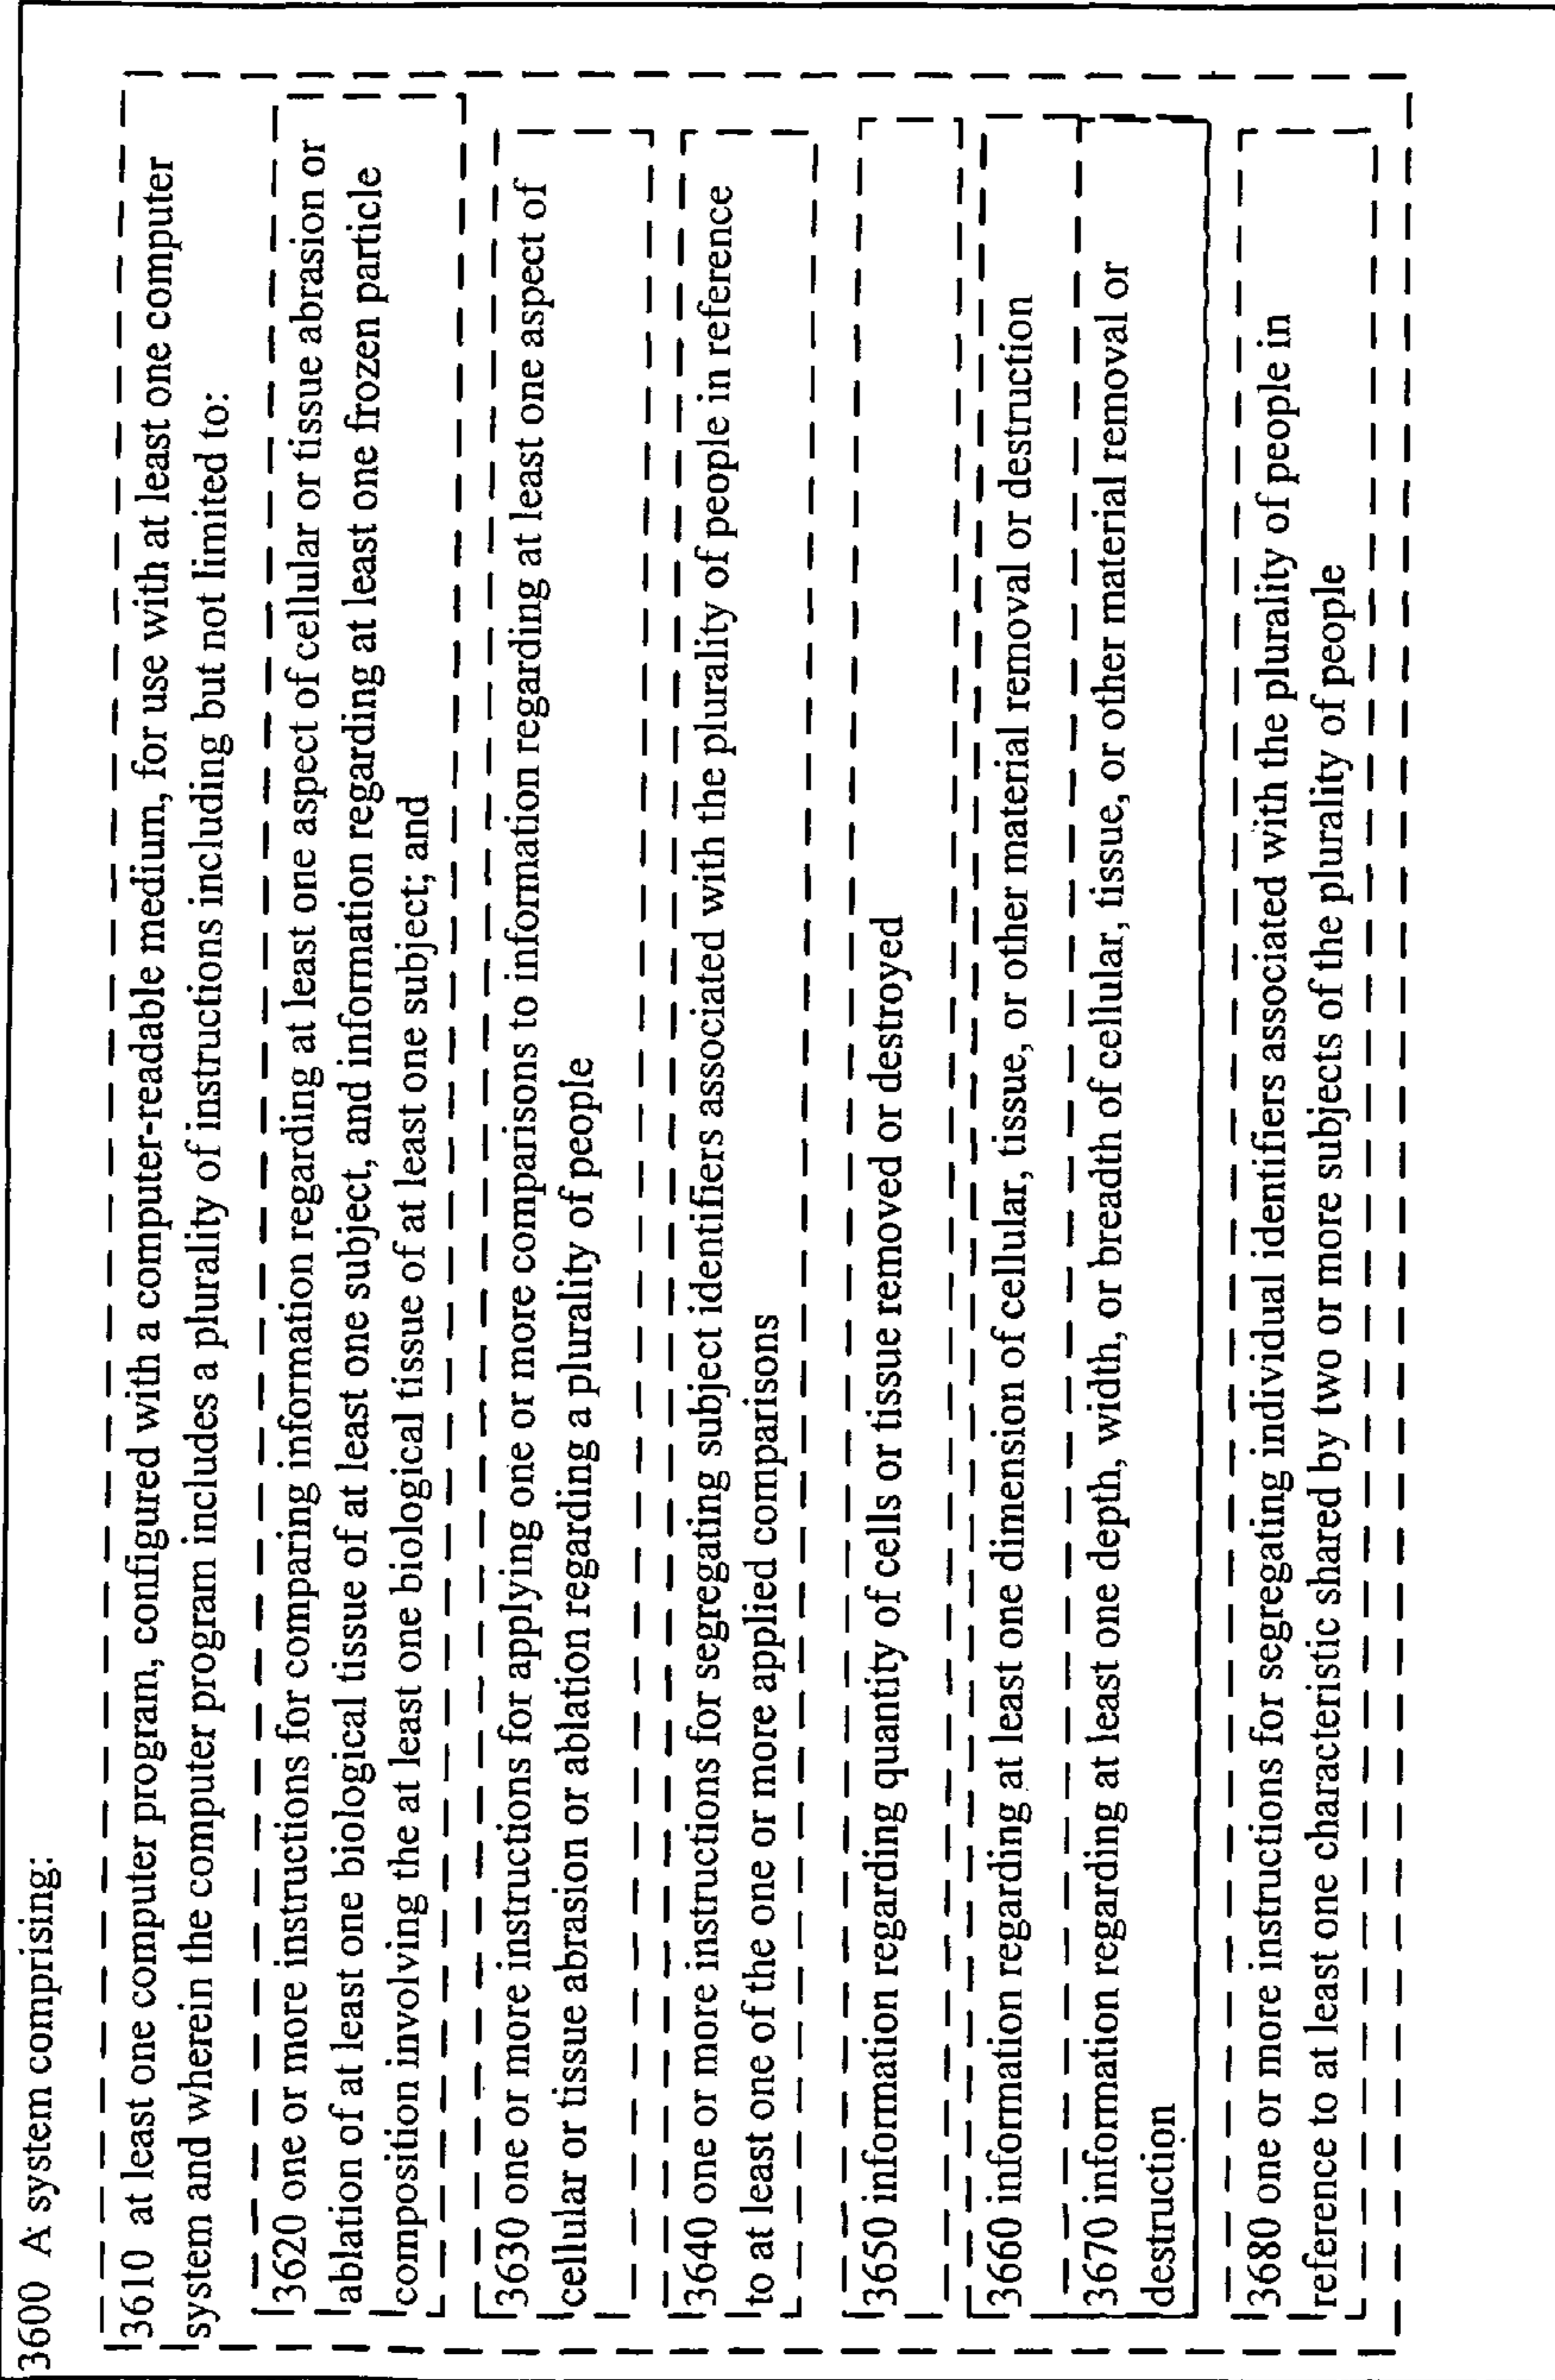 3600 A system comprising:
3610 at least one computer program, configured with a computer-readable medium, for use with at least one computer
system and wherein the computer program includes a plurality of instructions including but not limited to:
3620 one or more instructions for comparing information regarding at least one aspect of cellular or tissue abrasion or
ablation of at least one biological tissue of at least one subject, and information regarding at least one frozen particle
composition involving the at least one biological tissue of at least one subject; and
3630 one or more instructions for applying one or more comparisons to information regarding at least one aspect of
cellular or tissue abrasion or ablation regarding a plurality of people
3640 one or more instructions for segregating subject identifiers associated with the plurality of people in reference
to at least one of the one or more applied comparisons
3650 information regarding quantity of cells or tissue removed or destroyed
3660 information regarding at least one dimension of cellular, tissue, or other material removal or destruction
3670 information regarding at least one depth, width, or breadth of cellular, tissue, or other material removal or
destruction
3680 one or more instructions for segregating individual identifiers associated with the plurality of people in
reference to at least one characteristic shared by two or more subjects of the plurality of people